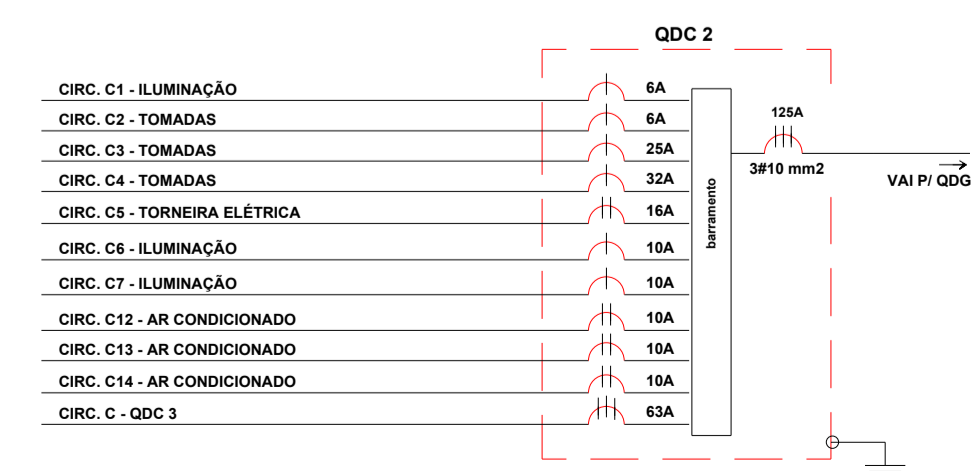 QDC 2
CIRC. C1 - ILUMINAÇÃO 6A
CIRC. C2 - TOMADAS 6A
CIRC. C3 - TOMADAS 25A
CIRC. C4 - TOMADAS 32A
CIRC. C5 - TORNEIRA ELÉTRICA 16A
CIRC. C6 - ILUMINAÇÃO 10A
CIRC. C7 - ILUMINAÇÃO 10A
CIRC. C12 - AR CONDICIONADO 10A
CIRC. C13 - AR CONDICIONADO 10A
CIRC. C14 - AR CONDICIONADO 10A
CIRC. C - QDC 3 63A
barramento
125A
3#10 mm2
VAI P/ QDG